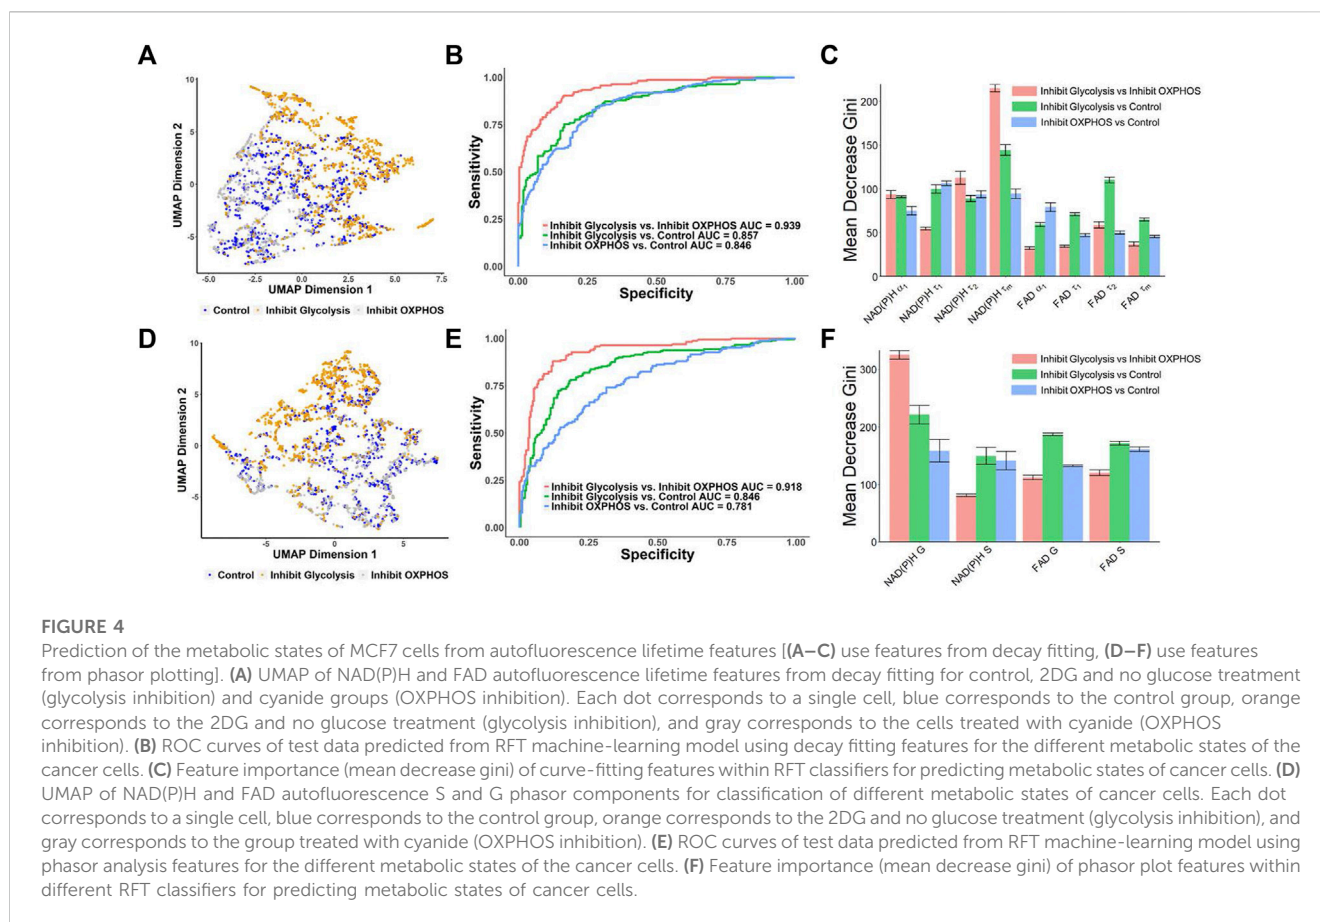 A
10
5
0
-5
UMAP Dimension 2
-5.0
-2.5
0.0
2.5
5.0
7.5
UMAP Dimension 1
Control Inhibit Glycolysis Inhibit OXPHOS
B
1.00
0.75
0.50
0.25
0.00
Sensitivity
Inhibit Glycolysis vs. Inhibit OXPHOS AUC = 0.939
Inhibit Glycolysis vs. Control AUC = 0.857
Inhibit OXPHOS vs. Control AUC = 0.846
0.00
0.25
0.50
0.75
1.00
Specificity
C
200
150
100
50
0
Mean Decrease Gini
Inhibit Glycolysis vs Inhibit OXPHOS
Inhibit Glycolysis vs Control
Inhibit OXPHOS vs Control
NAD(P)H α1
NAD(P)H τ1
NAD(P)H τ2
NAD(P)H τm
FAD α1
FAD τ1
FAD τ2
FAD τm
D
10
5
0
-5
UMAP Dimension 2
-5
0
5
UMAP Dimension 1
Control Inhibit Glycolysis Inhibit OXPHOS
E
1.00
0.75
0.50
0.25
0.00
Sensitivity
Inhibit Glycolysis vs. Inhibit OXPHOS AUC = 0.918
Inhibit Glycolysis vs. Control AUC = 0.846
Inhibit OXPHOS vs. Control AUC = 0.781
0.00
0.25
0.50
0.75
1.00
Specificity
F
300
200
100
0
Mean Decrease Gini
Inhibit Glycolysis vs Inhibit OXPHOS
Inhibit Glycolysis vs Control
Inhibit OXPHOS vs Control
NAD(P)H G
NAD(P)H S
FAD G
FAD S
FIGURE 4
Prediction of the metabolic states of MCF7 cells from autofluorescence lifetime features [(A–C) use features from decay fitting, (D–F) use features
from phasor plotting]. (A) UMAP of NAD(P)H and FAD autofluorescence lifetime features from decay fitting for control, 2DG and no glucose treatment
(glycolysis inhibition) and cyanide groups (OXPHOS inhibition). Each dot corresponds to a single cell, blue corresponds to the control group, orange
corresponds to the 2DG and no glucose treatment (glycolysis inhibition), and gray corresponds to the cells treated with cyanide (OXPHOS
inhibition). (B) ROC curves of test data predicted from RFT machine-learning model using decay fitting features for the different metabolic states of the
cancer cells. (C) Feature importance (mean decrease gini) of curve-fitting features within RFT classifiers for predicting metabolic states of cancer cells. (D)
UMAP of NAD(P)H and FAD autofluorescence S and G phasor components for classification of different metabolic states of cancer cells. Each dot
corresponds to a single cell, blue corresponds to the control group, orange corresponds to the 2DG and no glucose treatment (glycolysis inhibition), and
gray corresponds to the group treated with cyanide (OXPHOS inhibition). (E) ROC curves of test data predicted from RFT machine-learning model using
phasor analysis features for the different metabolic states of the cancer cells. (F) Feature importance (mean decrease gini) of phasor plot features within
different RFT classifiers for predicting metabolic states of cancer cells.